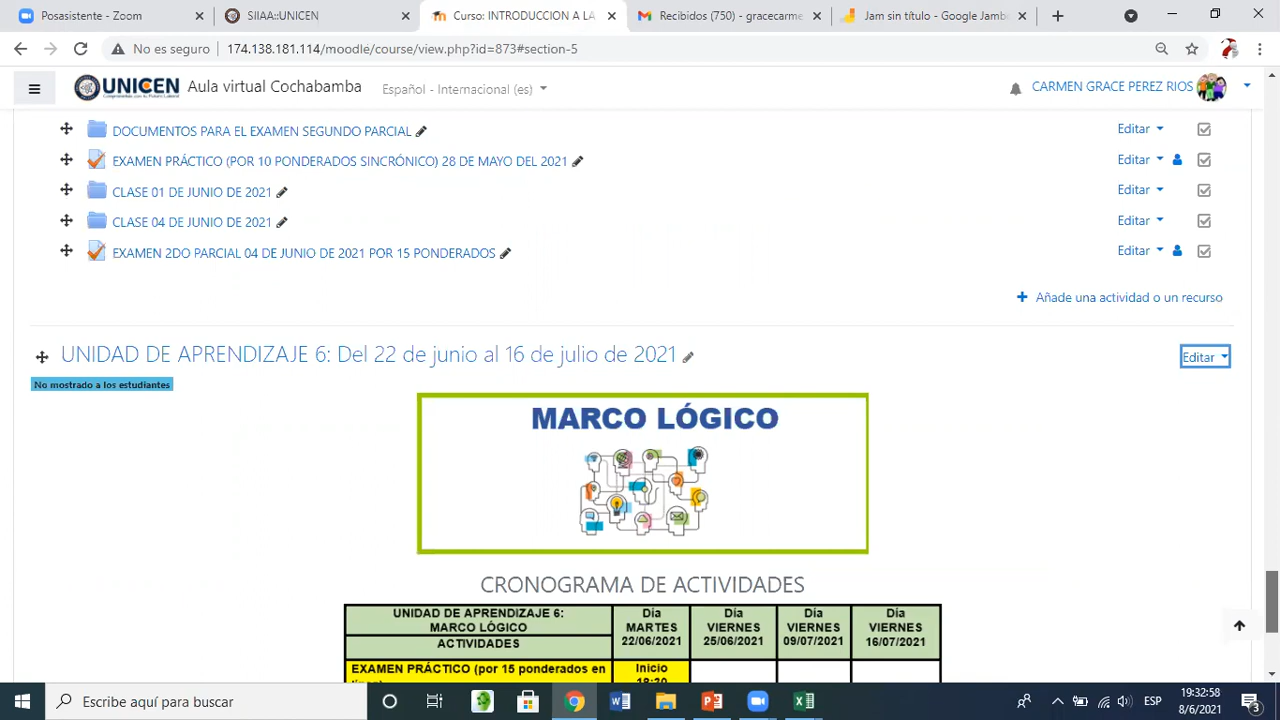 Posasistente - Zoom
SIIAA::UNICEN
Curso: INTRODUCCION A LA
Recibidos (750) - gracecarme
Jam sin título - Google Jamb
No es seguro | 174.138.181.114/moodle/course/view.php?id=873#section-5
UNICEN Aula virtual Cochabamba Español - Internacional (es) CARMEN GRACE PEREZ RIOS
DOCUMENTOS PARA EL EXAMEN SEGUNDO PARCIAL Editar
EXAMEN PRÁCTICO (POR 10 PONDERADOS SINCRÓNICO) 28 DE MAYO DEL 2021 Editar
CLASE 01 DE JUNIO DE 2021 Editar
CLASE 04 DE JUNIO DE 2021 Editar
EXAMEN 2DO PARCIAL 04 DE JUNIO DE 2021 POR 15 PONDERADOS Editar
Añade una actividad o un recurso
UNIDAD DE APRENDIZAJE 6: Del 22 de junio al 16 de julio de 2021 Editar
No mostrado a los estudiantes
MARCO LÓGICO
CRONOGRAMA DE ACTIVIDADES
UNIDAD DE APRENDIZAJE 6:
MARCO LÓGICO
ACTIVIDADES
Día
MARTES
22/06/2021
Día
VIERNES
25/06/2021
Día
VIERNES
09/07/2021
Día
VIERNES
16/07/2021
EXAMEN PRÁCTICO (por 15 ponderados en
Inicio
18:20
Escribe aquí para buscar
ESP
19:32:58
8/6/2021
3